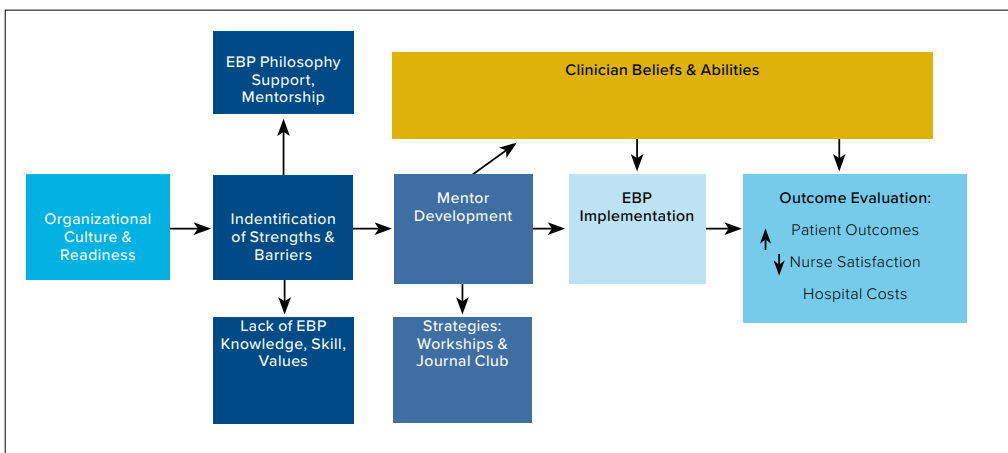 EBP Philosophy
Support,
Mentorship
Clinician Beliefs & Abilities
Organizational
Culture &
Readiness
Indentification
of Strengths &
Barriers
Mentor
Development
EBP
Implementation
Outcome Evaluation:
Patient Outcomes
Nurse Satisfaction
Hospital Costs
Lack of EBP
Knowledge, Skill,
Values
Strategies:
Workships &
Journal Club